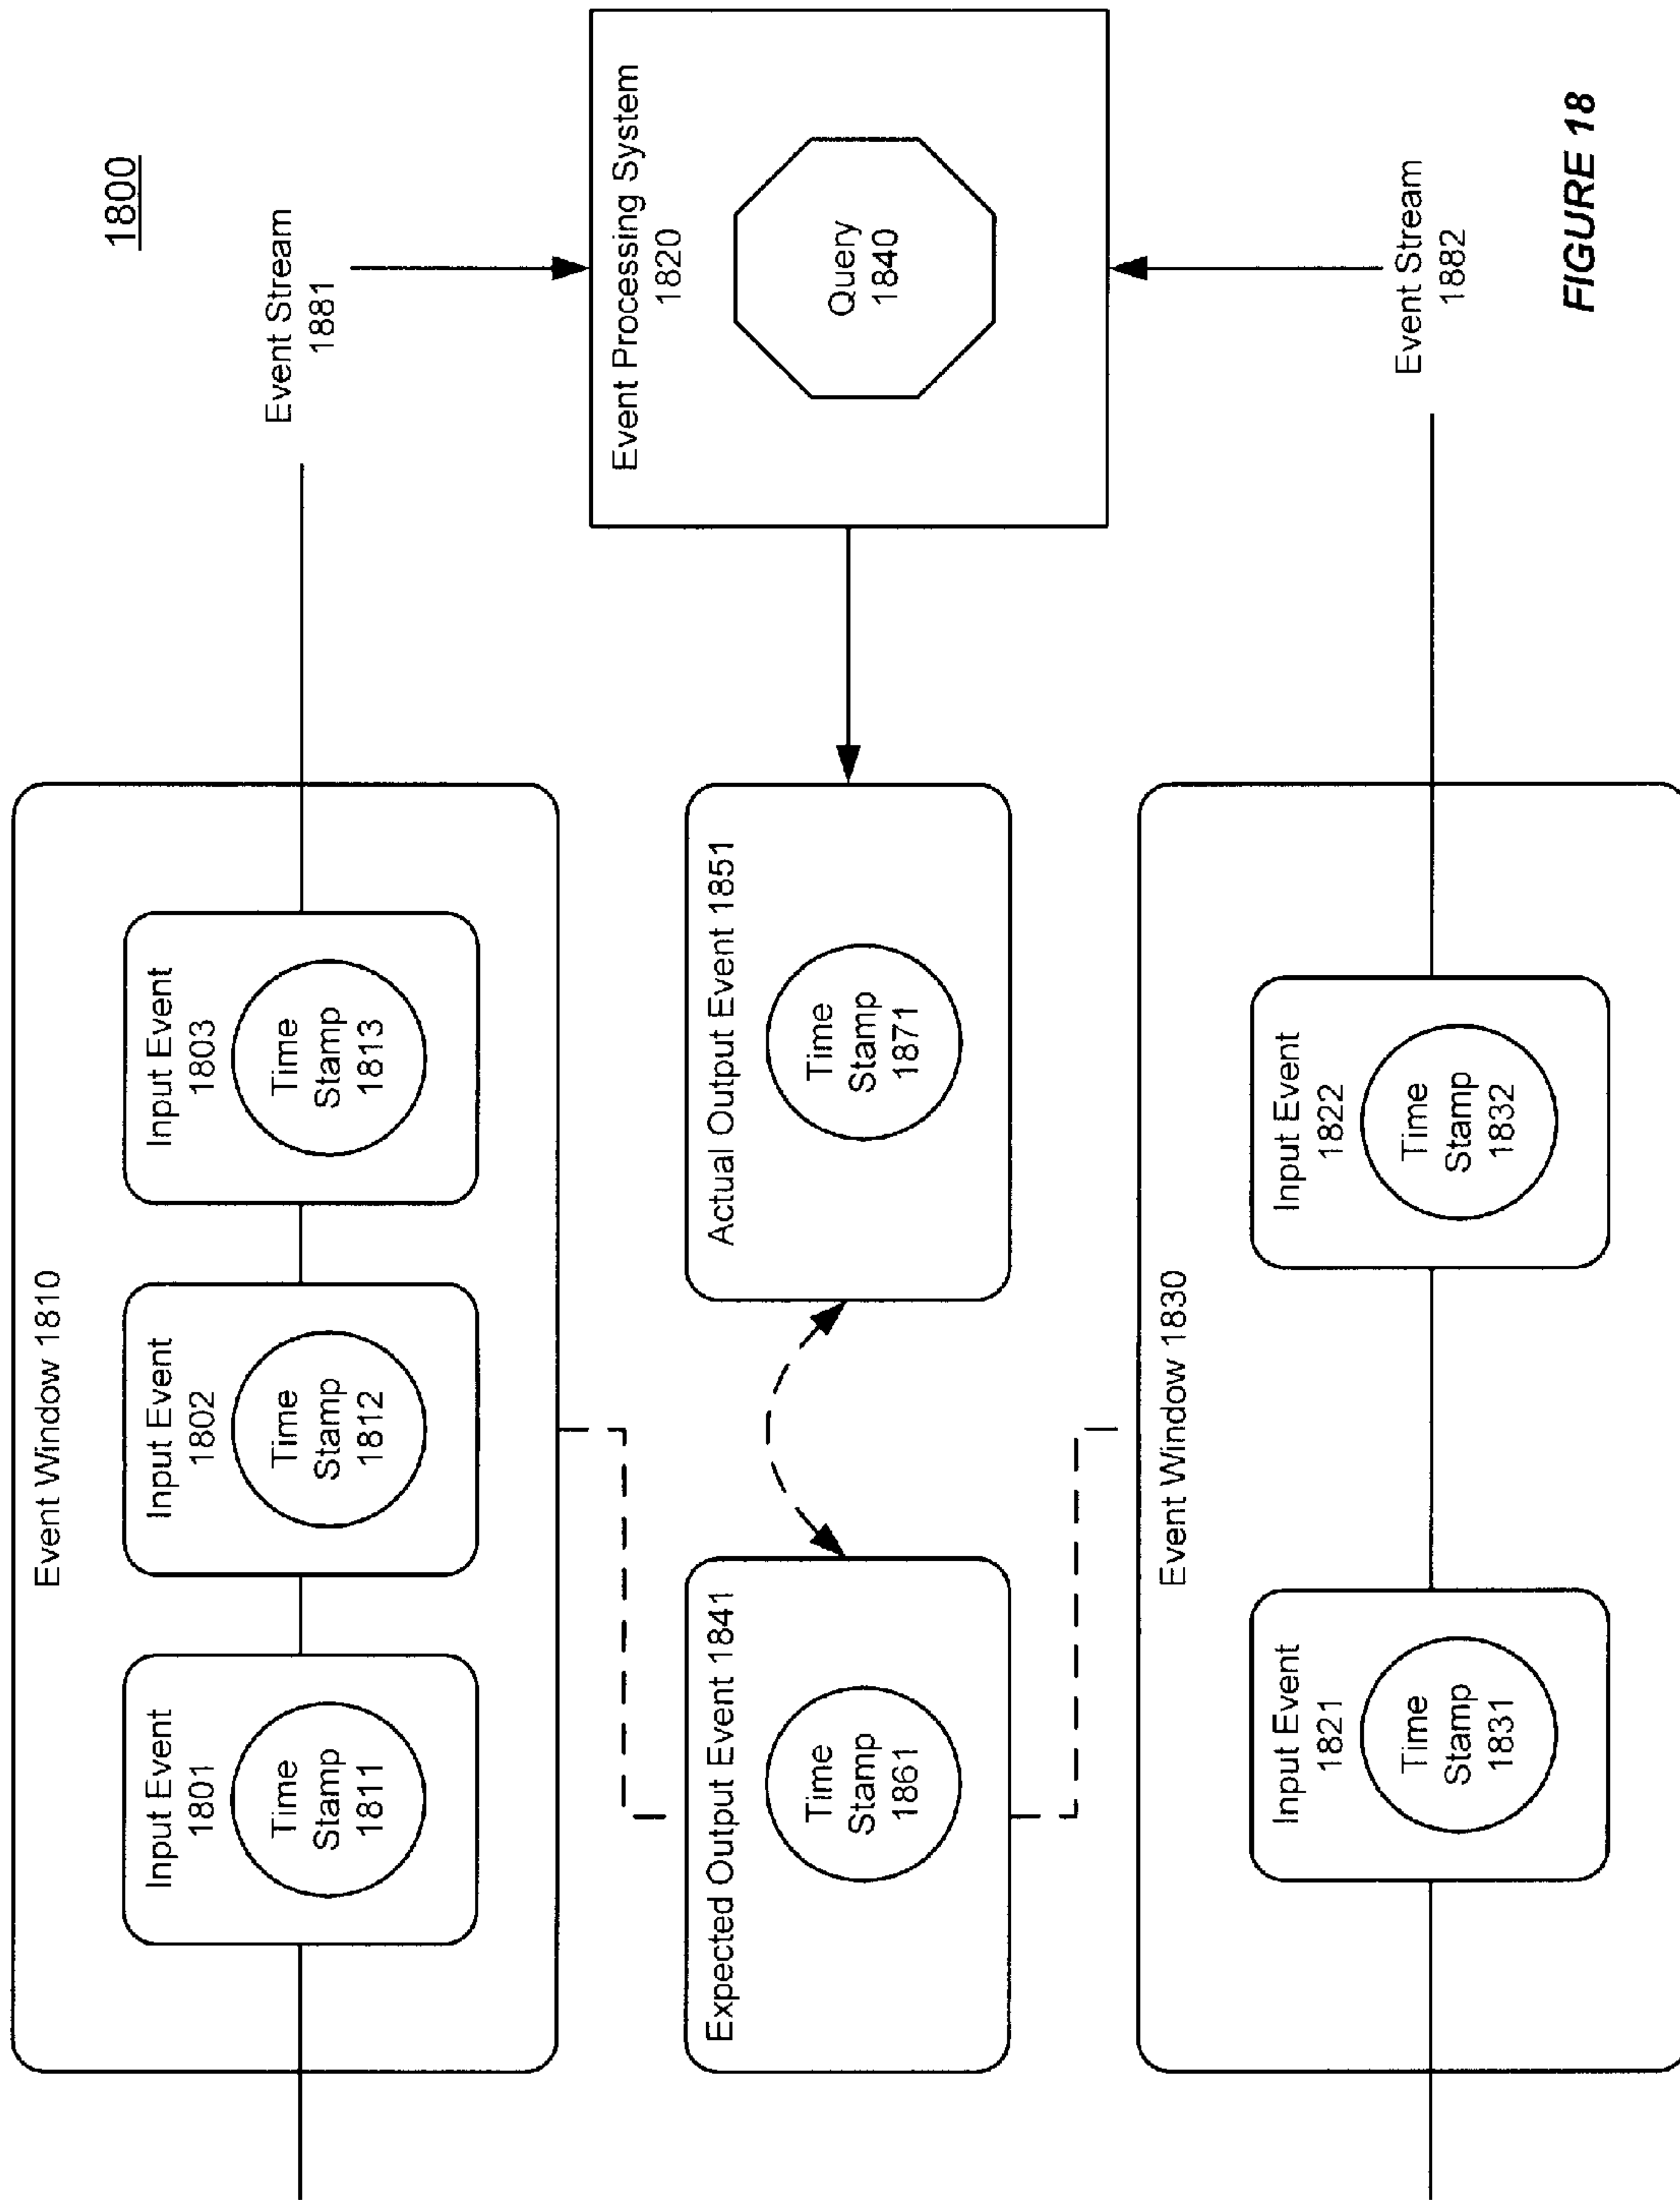 1800
Event Window 1810
Input Event
1801
Time
Stamp
1811
Input Event
1802
Time
Stamp
1812
Input Event
1803
Time
Stamp
1813
Event Stream
1881
Expected Output Event 1841
Time
Stamp
1861
Actual Output Event 1851
Time
Stamp
1871
Event Processing System
1820
Query
1840
Event Window 1830
Input Event
1821
Time
Stamp
1831
Input Event
1822
Time
Stamp
1832
Event Stream
1882
FIGURE 18